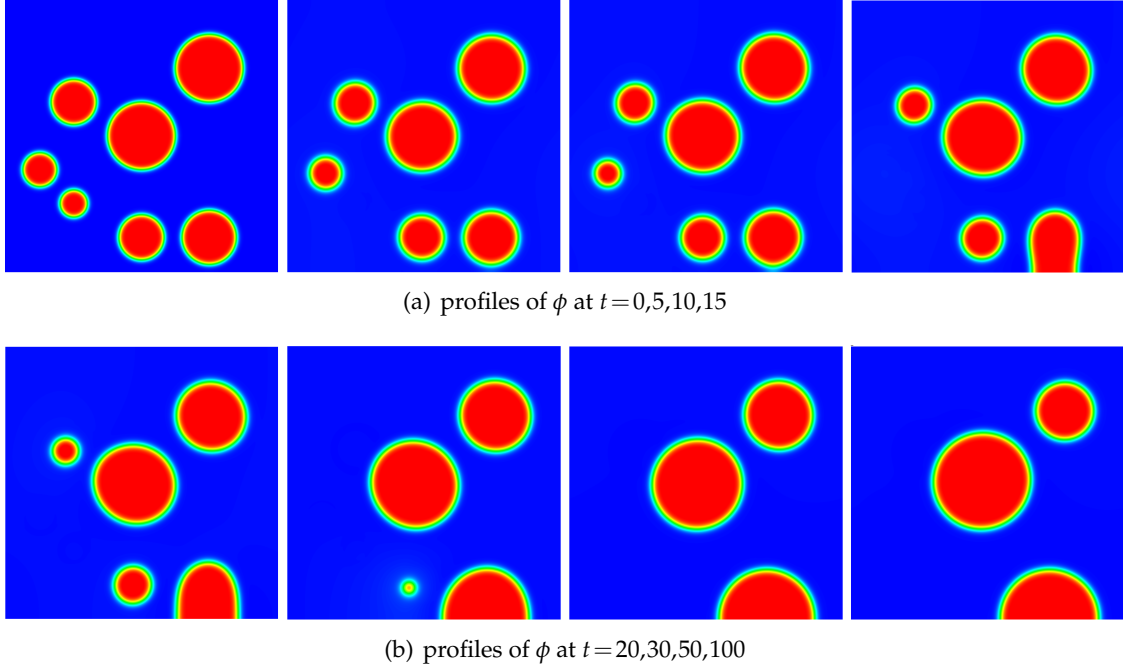 (a) profiles of ϕ at t=0,5,10,15
(b) profiles of ϕ at t=20,30,50,100